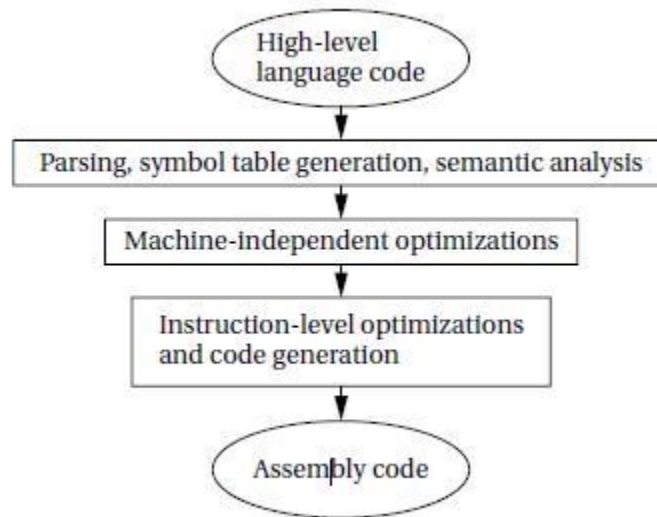 High-level
language code
Parsing, symbol table generation, semantic analysis
Machine-independent optimizations
Instruction-level optimizations
and code generation
Assembly code